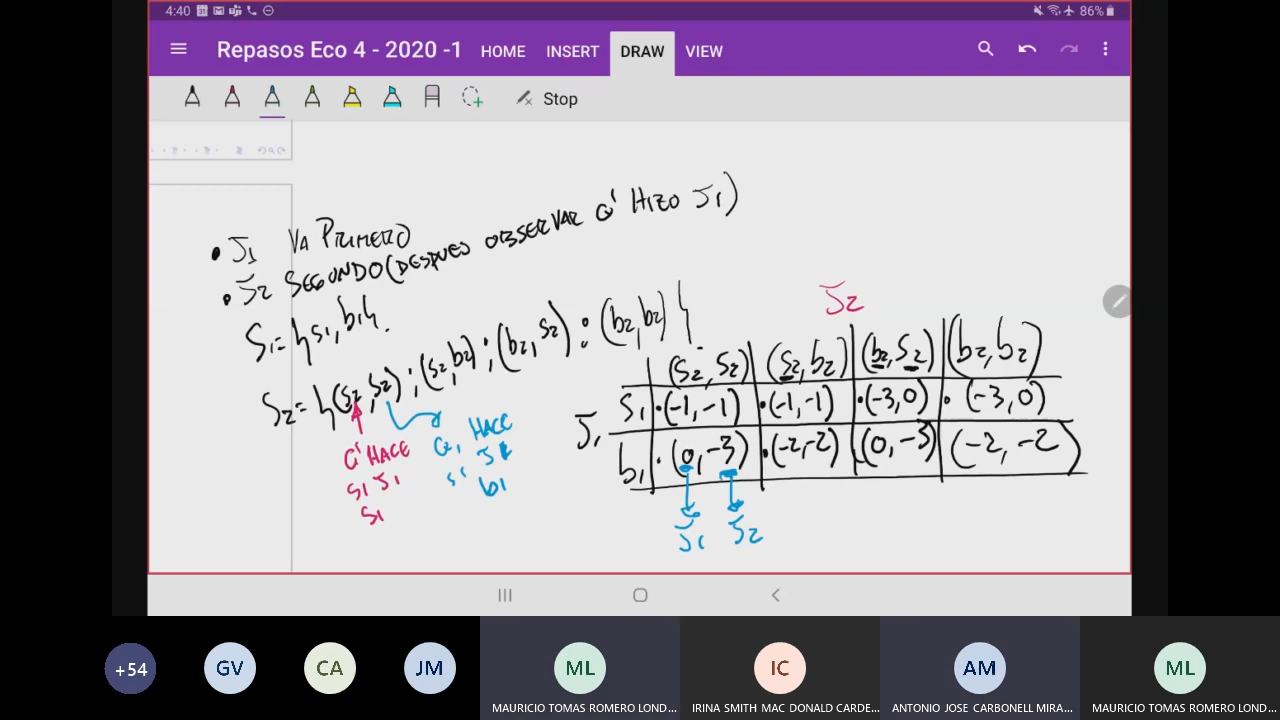 4:40
86%
Repasos Eco 4 - 2020 -1
HOME INSERT DRAW VIEW
Stop
• J1 VA PRIMERO
• J2 SEGUNDO (DESPUES OBSERVAR Q' HIZO J1)
S1= {s1, b1}.
S2= {(s2, s2) ; (s2, b2) ; (b2, s2) ; (b2, b2)}.
Q' HACE
SI J1
S1
Q' HACE
SI J1
b1
J2
(s2, s2) (s2, b2) (b2, s2) (b2, b2)
J1
s1 •(-1, -1) •(-1, -1) •(-3, 0) •(-3, 0)
b1 •(0, -3) •(-2, -2) (0, -3) (-2, -2)
J1 J2
+54
GV
CA
JM
ML
IC
AM
ML
MAURICIO TOMAS ROMERO LOND...
IRINA SMITH MAC DONALD CARDE...
ANTONIO JOSE CARBONELL MIRA...
MAURICIO TOMAS ROMERO LOND...